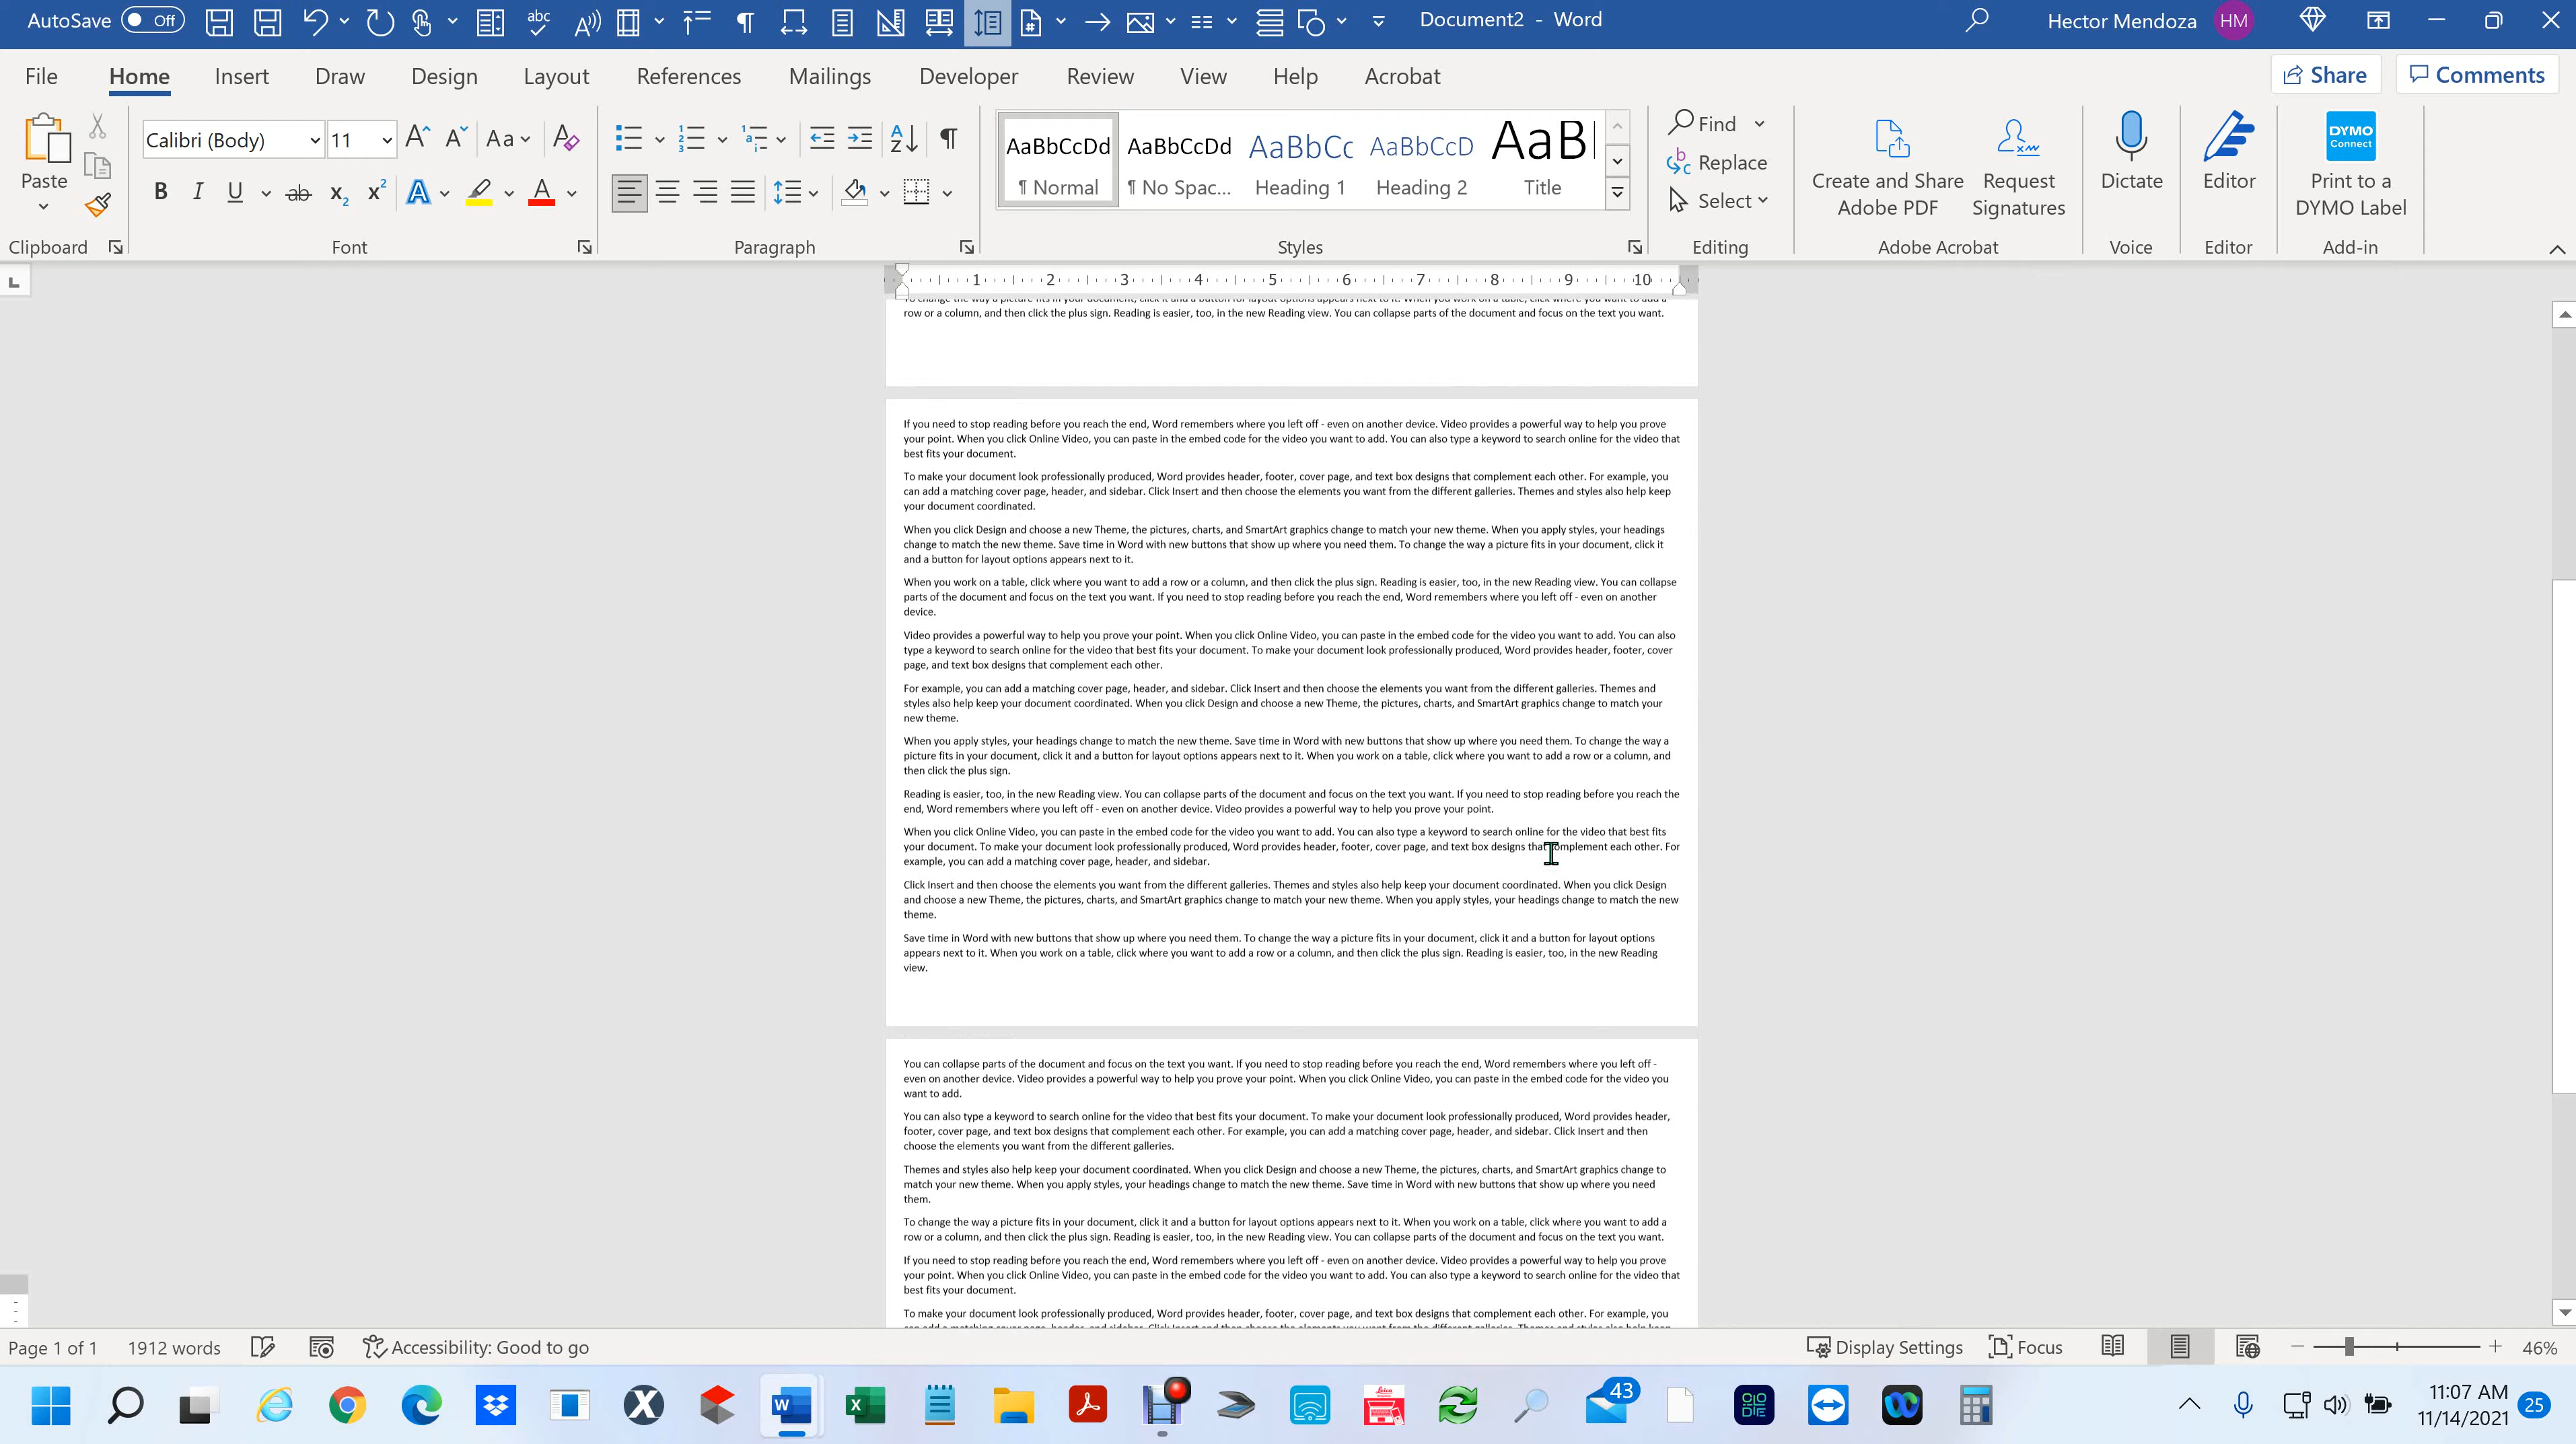 AutoSave Off Document2 - Word Hector Mendoza HM
File Home Insert Draw Design Layout References Mailings Developer Review View Help Acrobat Share Comments
Paste
Clipboard
Calibri (Body) 11
Font
Paragraph
AaBbCcDd AaBbCcDd AaBbCc AaBbCcD AaB
¶ Normal ¶ No Spac... Heading 1 Heading 2 Title
Styles
Find
Replace
Select
Editing
Create and Share
Adobe PDF
Request
Signatures
Adobe Acrobat
Dictate
Voice
Editor
Editor
DYMO
Connect
Print to a
DYMO Label
Add-in
1 2 3 4 5 6 7 8 9 10
To change the way a picture fits in your document, click it and a button for layout options appears next to it. When you work on a table, click where you want to add a
row or a column, and then click the plus sign. Reading is easier, too, in the new Reading view. You can collapse parts of the document and focus on the text you want.
If you need to stop reading before you reach the end, Word remembers where you left off - even on another device. Video provides a powerful way to help you prove
your point. When you click Online Video, you can paste in the embed code for the video you want to add. You can also type a keyword to search online for the video that
best fits your document.
To make your document look professionally produced, Word provides header, footer, cover page, and text box designs that complement each other. For example, you
can add a matching cover page, header, and sidebar. Click Insert and then choose the elements you want from the different galleries. Themes and styles also help keep
your document coordinated.
When you click Design and choose a new Theme, the pictures, charts, and SmartArt graphics change to match your new theme. When you apply styles, your headings
change to match the new theme. Save time in Word with new buttons that show up where you need them. To change the way a picture fits in your document, click it
and a button for layout options appears next to it.
When you work on a table, click where you want to add a row or a column, and then click the plus sign. Reading is easier, too, in the new Reading view. You can collapse
parts of the document and focus on the text you want. If you need to stop reading before you reach the end, Word remembers where you left off - even on another
device.
Video provides a powerful way to help you prove your point. When you click Online Video, you can paste in the embed code for the video you want to add. You can also
type a keyword to search online for the video that best fits your document. To make your document look professionally produced, Word provides header, footer, cover
page, and text box designs that complement each other.
For example, you can add a matching cover page, header, and sidebar. Click Insert and then choose the elements you want from the different galleries. Themes and
styles also help keep your document coordinated. When you click Design and choose a new Theme, the pictures, charts, and SmartArt graphics change to match your
new theme.
When you apply styles, your headings change to match the new theme. Save time in Word with new buttons that show up where you need them. To change the way a
picture fits in your document, click it and a button for layout options appears next to it. When you work on a table, click where you want to add a row or a column, and
then click the plus sign.
Reading is easier, too, in the new Reading view. You can collapse parts of the document and focus on the text you want. If you need to stop reading before you reach the
end, Word remembers where you left off - even on another device. Video provides a powerful way to help you prove your point.
When you click Online Video, you can paste in the embed code for the video you want to add. You can also type a keyword to search online for the video that best fits
your document. To make your document look professionally produced, Word provides header, footer, cover page, and text box designs that complement each other. For
example, you can add a matching cover page, header, and sidebar.
Click Insert and then choose the elements you want from the different galleries. Themes and styles also help keep your document coordinated. When you click Design
and choose a new Theme, the pictures, charts, and SmartArt graphics change to match your new theme. When you apply styles, your headings change to match the new
theme.
Save time in Word with new buttons that show up where you need them. To change the way a picture fits in your document, click it and a button for layout options
appears next to it. When you work on a table, click where you want to add a row or a column, and then click the plus sign. Reading is easier, too, in the new Reading
view.
You can collapse parts of the document and focus on the text you want. If you need to stop reading before you reach the end, Word remembers where you left off -
even on another device. Video provides a powerful way to help you prove your point. When you click Online Video, you can paste in the embed code for the video you
want to add.
You can also type a keyword to search online for the video that best fits your document. To make your document look professionally produced, Word provides header,
footer, cover page, and text box designs that complement each other. For example, you can add a matching cover page, header, and sidebar. Click Insert and then
choose the elements you want from the different galleries.
Themes and styles also help keep your document coordinated. When you click Design and choose a new Theme, the pictures, charts, and SmartArt graphics change to
match your new theme. When you apply styles, your headings change to match the new theme. Save time in Word with new buttons that show up where you need
them.
To change the way a picture fits in your document, click it and a button for layout options appears next to it. When you work on a table, click where you want to add a
row or a column, and then click the plus sign. Reading is easier, too, in the new Reading view. You can collapse parts of the document and focus on the text you want.
If you need to stop reading before you reach the end, Word remembers where you left off - even on another device. Video provides a powerful way to help you prove
your point. When you click Online Video, you can paste in the embed code for the video you want to add. You can also type a keyword to search online for the video that
best fits your document.
To make your document look professionally produced, Word provides header, footer, cover page, and text box designs that complement each other. For example, you
Page 1 of 1 1912 words Accessibility: Good to go Display Settings Focus 46%
43
11:07 AM
11/14/2021
25